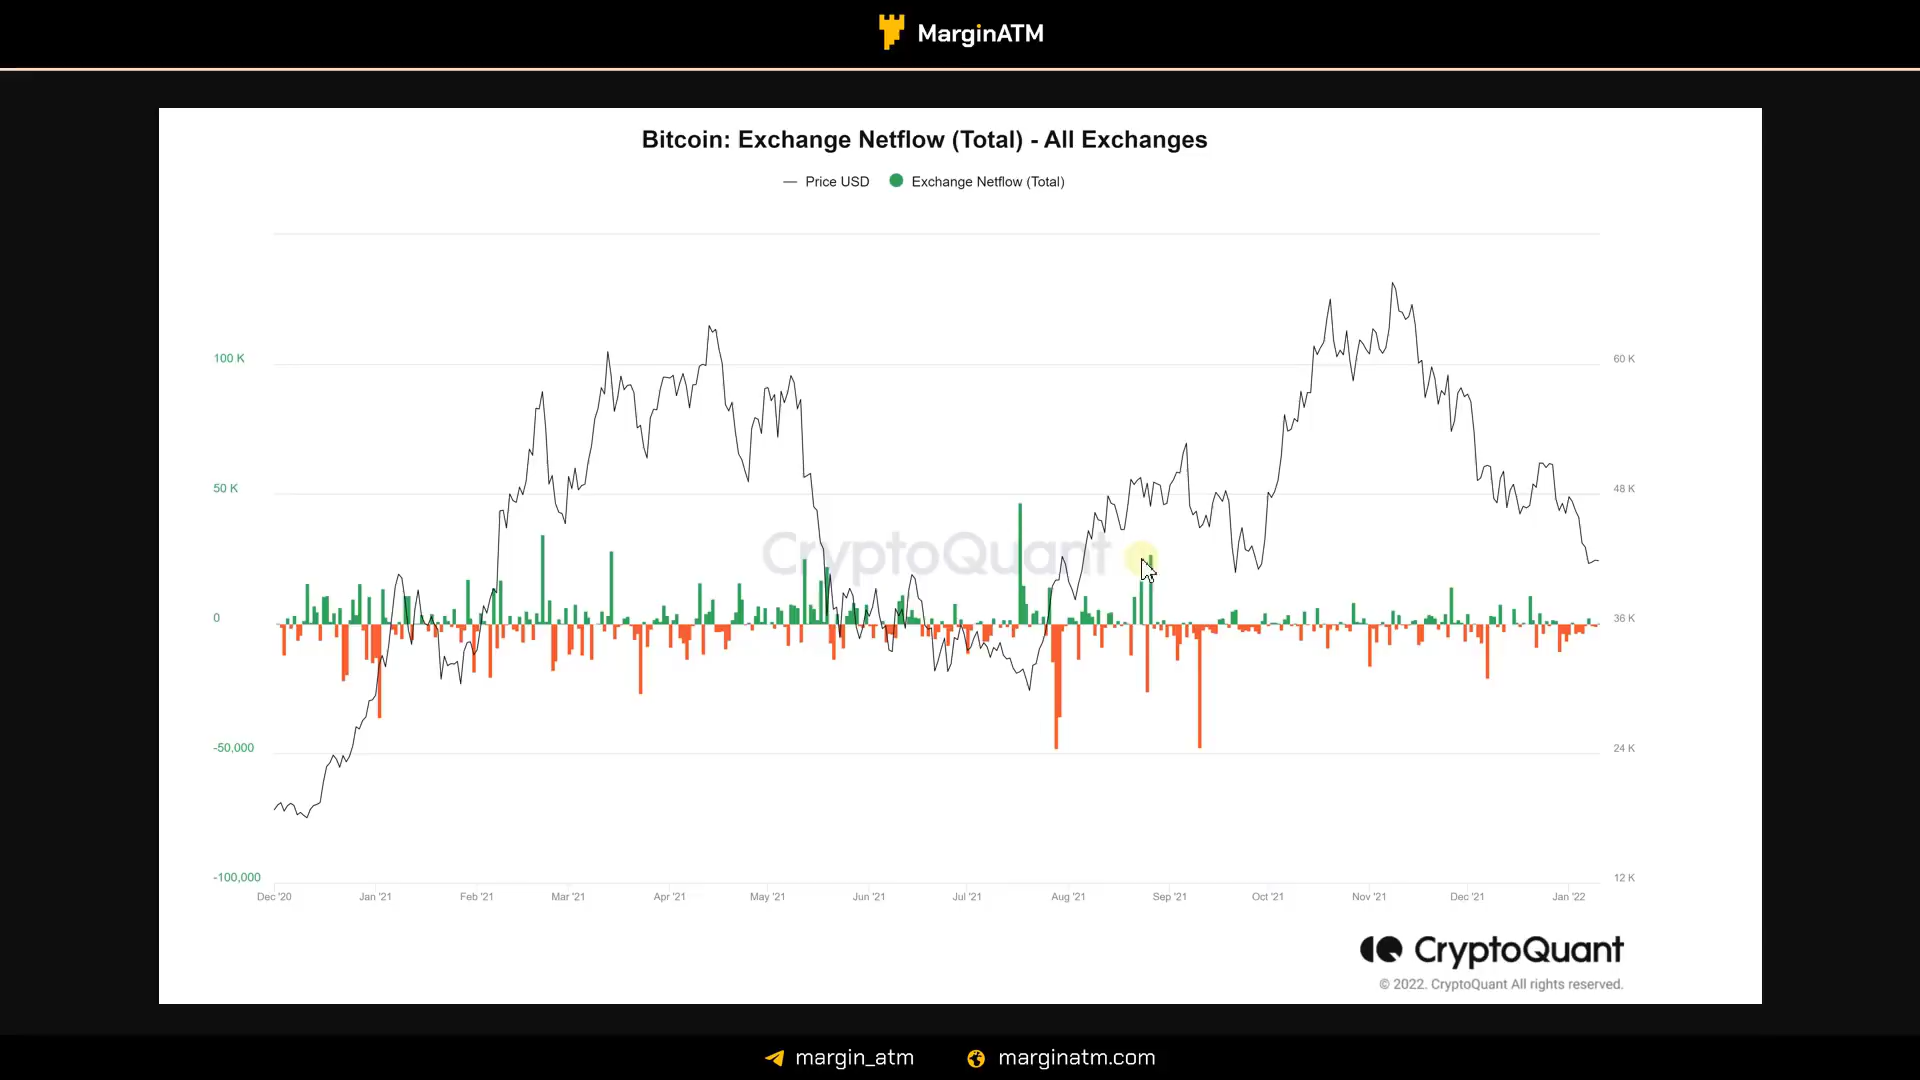 MarginATM
Bitcoin: Exchange Netflow (Total) - All Exchanges
Price USD Exchange Netflow (Total)
100 K 60 K
50 K 48 K
CryptoQuant
0 36 K
-50,000 24 K
-100,000 12 K
Dec '20 Jan '21 Feb '21 Mar '21 Apr '21 May '21 Jun '21 Jul '21 Aug '21 Sep '21 Oct '21 Nov '21 Dec '21 Jan '22
CryptoQuant
© 2022. CryptoQuant All rights reserved.
margin_atm marginatm.com